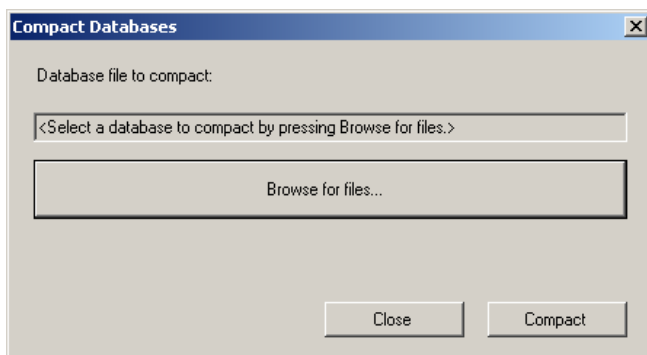 Compact Databases
Database file to compact:
<Select a database to compact by pressing Browse for files.>
Browse for files...
Close
Compact